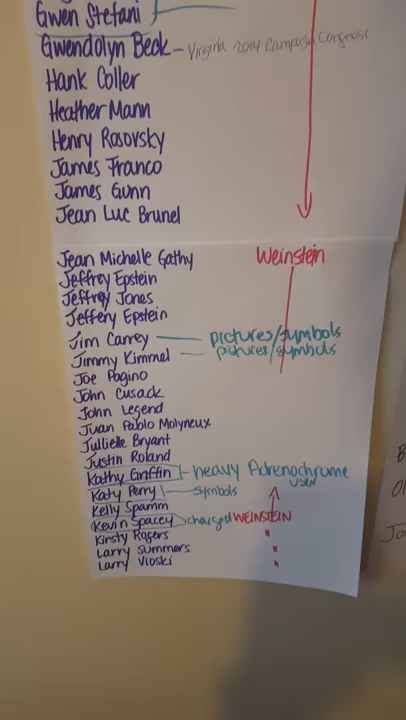 Gwen Stefani
Gwendolyn Beck - Virginia 2014 Campaign Congress
Hank Coller
Heather Mann
Henry Rosovsky
James Franco
James Gunn
Jean Luc Brunel
Jean Michelle Gathy Weinstein
Jeffrey Epstein
Jeffrey Jones
Jeffery Epstein
Jim Carrey pictures/symbols
Jimmy Kimmel pictures/symbols
Joe Pagino
John Cusack
John Legend
Juan Pablo Molyneux
Julliette Bryant
Justin Roland
Kathy Griffin - heavy Adrenochrome
user
Katy Perry symbols
Kelly Spamm
Kevin Spacey charged WEINSTEIN
Kirsty Rogers
Larry Summers
Larry Vioski